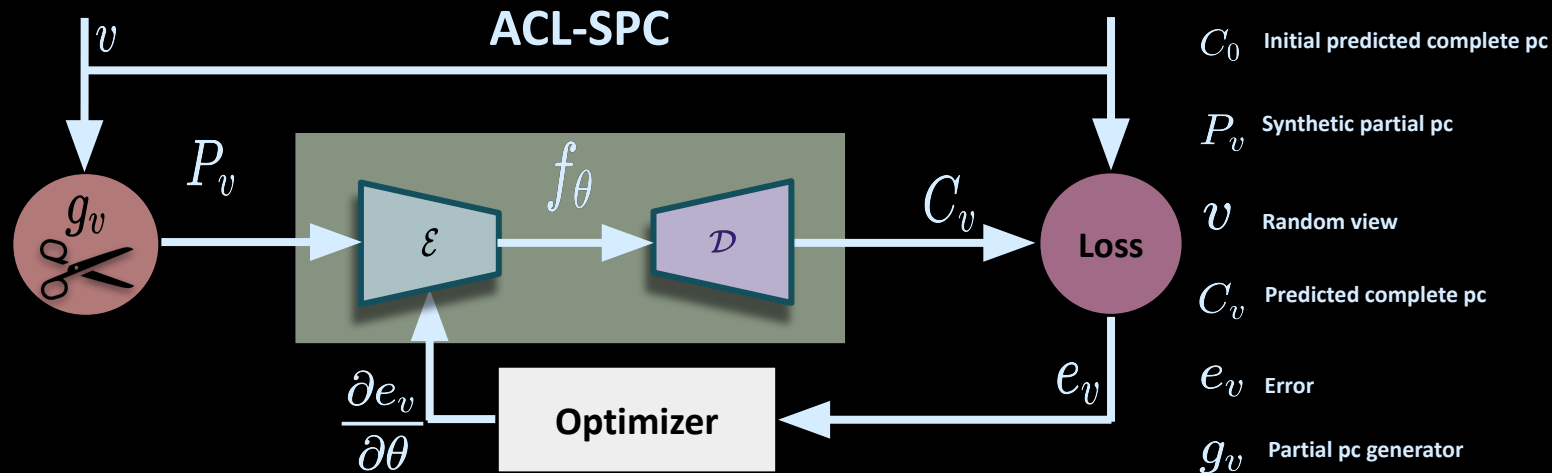 ACL-SPC
v
P_v
f_θ
C_v
g_v
ℰ
𝒟
Loss
∂e_v
∂θ
Optimizer
e_v
C_0 Initial predicted complete pc
P_v Synthetic partial pc
v Random view
C_v Predicted complete pc
e_v Error
g_v Partial pc generator